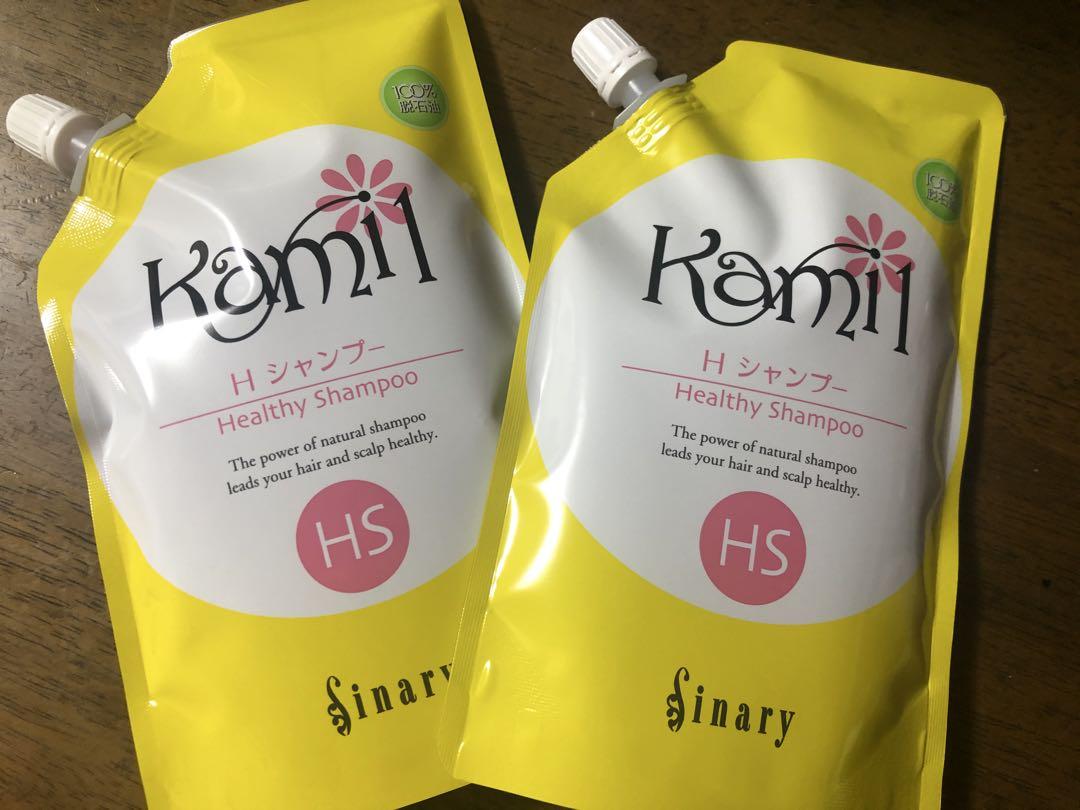 100%
脱石油
Kamil
H シャンプー
Healthy Shampoo
The power of natural shampoo
leads your hair and scalp healthy.
HS
Sinary
100%
脱石
Kamil
H シャンプー
Healthy Shampoo
The power of natural shampoo
leads your hair and scalp healthy.
HS
Sinary